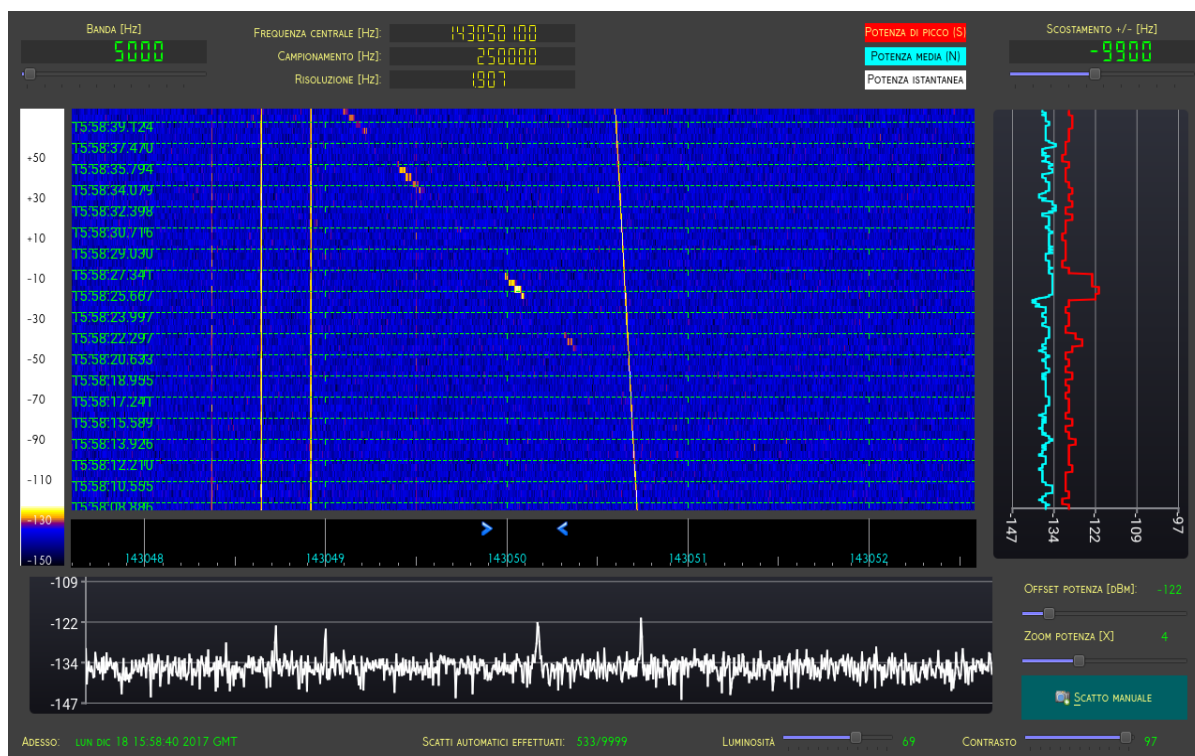 Banda [Hz]
5000
Frequenza centrale [Hz]: 143050100
Campionamento [Hz]: 250000
Risoluzione [Hz]: 1.907
Potenza di picco (S)
Potenza media (N)
Potenza istantanea
Scostamento +/- [Hz]
-9900
+50
+30
+10
-10
-30
-50
-70
-90
-110
-130
-150
15:58:39.124
15:58:37.470
15:58:35.794
15:58:34.079
15:58:32.398
15:58:30.716
15:58:29.030
15:58:27.341
15:58:25.667
15:58:23.997
15:58:22.297
15:58:20.633
15:58:18.955
15:58:17.241
15:58:15.589
15:58:13.926
15:58:12.210
15:58:10.555
15:58:08.886
143048 143049 143050 143051 143052
-147 -134 -122 -109 -97
-109
-122
-134
-147
Offset potenza [dBm]: -122
Zoom potenza [X] 4
Scatto manuale
Adesso: lun dic 18 15:58:40 2017 GMT
Scatti automatici effettuati: 533/9999
Luminosità 69
Contrasto 97